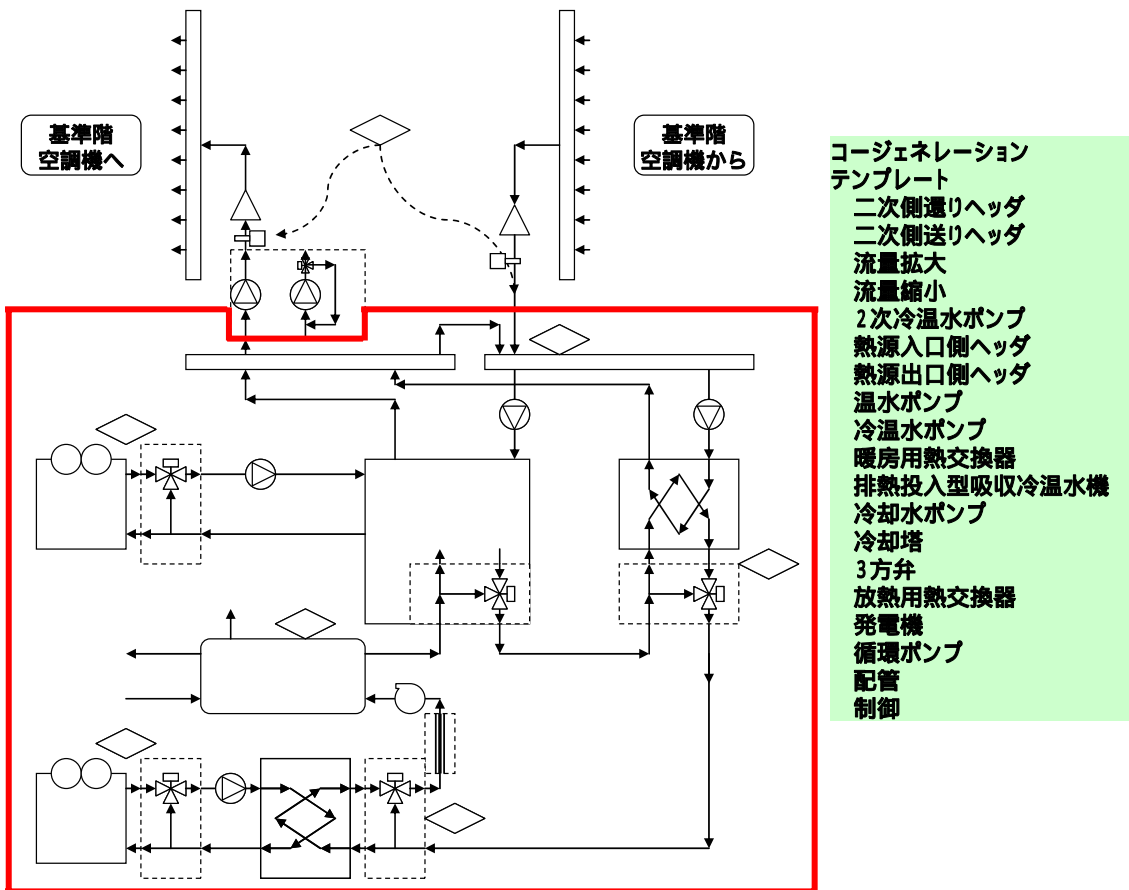 基準階
空調機へ
基準階
空調機から
コージェネレーション
テンプレート
二次側還りヘッダ
二次側送りヘッダ
流量拡大
流量縮小
2次冷温水ポンプ
熱源入口側ヘッダ
熱源出口側ヘッダ
温水ポンプ
冷温水ポンプ
暖房用熱交換器
排熱投入型吸収冷温水機
冷却水ポンプ
冷却塔
3方弁
放熱用熱交換器
発電機
循環ポンプ
配管
制御